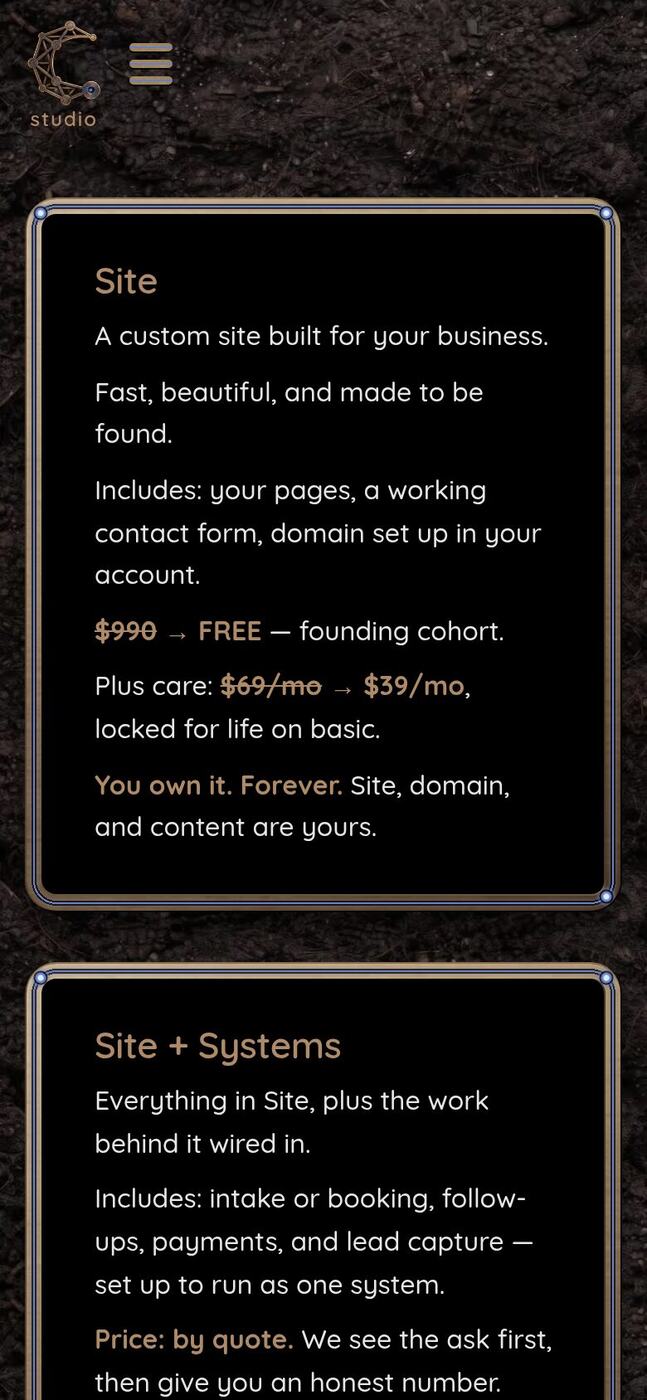 studio
Site
A custom site built for your business.
Fast, beautiful, and made to be
found.
Includes: your pages, a working
contact form, domain set up in your
account.
$990 → FREE — founding cohort.
Plus care: $69/mo → $39/mo,
locked for life on basic.
You own it. Forever. Site, domain,
and content are yours.
Site + Systems
Everything in Site, plus the work
behind it wired in.
Includes: intake or booking, follow-
ups, payments, and lead capture —
set up to run as one system.
Price: by quote. We see the ask first,
then give you an honest number.